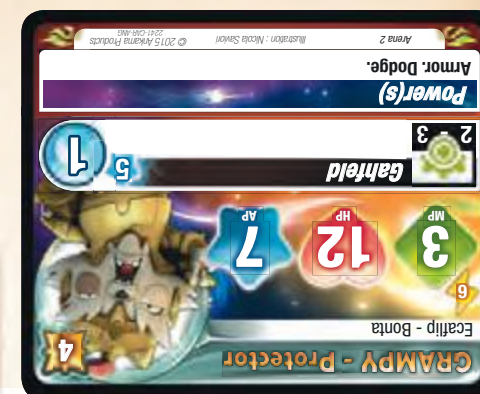 GRAMPY - Protector
4
Ecaflip - Bonta
6
3 MP
12 HP
7 AP
Gahfeld
2 - 3
5
1
Power(s)
Armor. Dodge.
Arena 2
Illustration : Nicola Saviori
© 2015 Ankama Products
2241-CAR-ANG